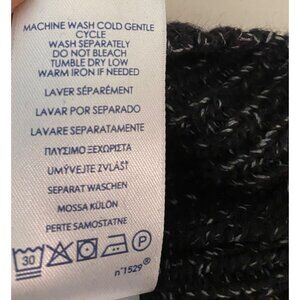 MACHINE WASH COLD GENTLE
CYCLE
WASH SEPARATELY
DO NOT BLEACH
TUMBLE DRY LOW
WARM IRON IF NEEDED
LAVER SÉPARÉMENT
LAVAR POR SEPARADO
LAVARE SEPARATAMENTE
ΠΛΥΣΙΜΟ ΞΕΧΩΡΙΣΤΑ
UMÝVEJTE ZVLÁŠŤ
SEPARAT WASCHEN
MOSSA KÜLÖN
PERTE SAMOSTATNE
30 P
n°1529®